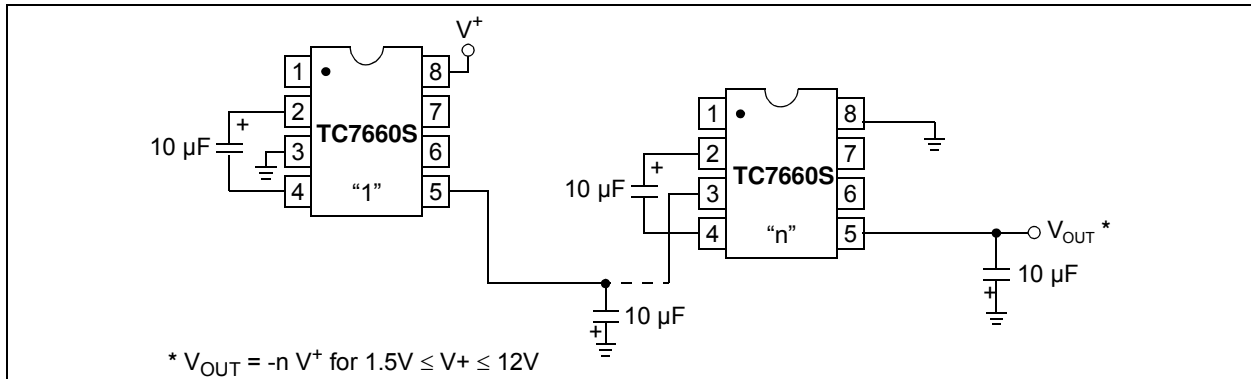 V+
1
8
2
7
TC7660S
+
10 µF
3
6
4
"1"
5
1
8
2
7
TC7660S
+
10 µF
3
6
4
"n"
5
VOUT *
10 µF
+
10 µF
+
* VOUT = -n V+ for 1.5V ≤ V+ ≤ 12V